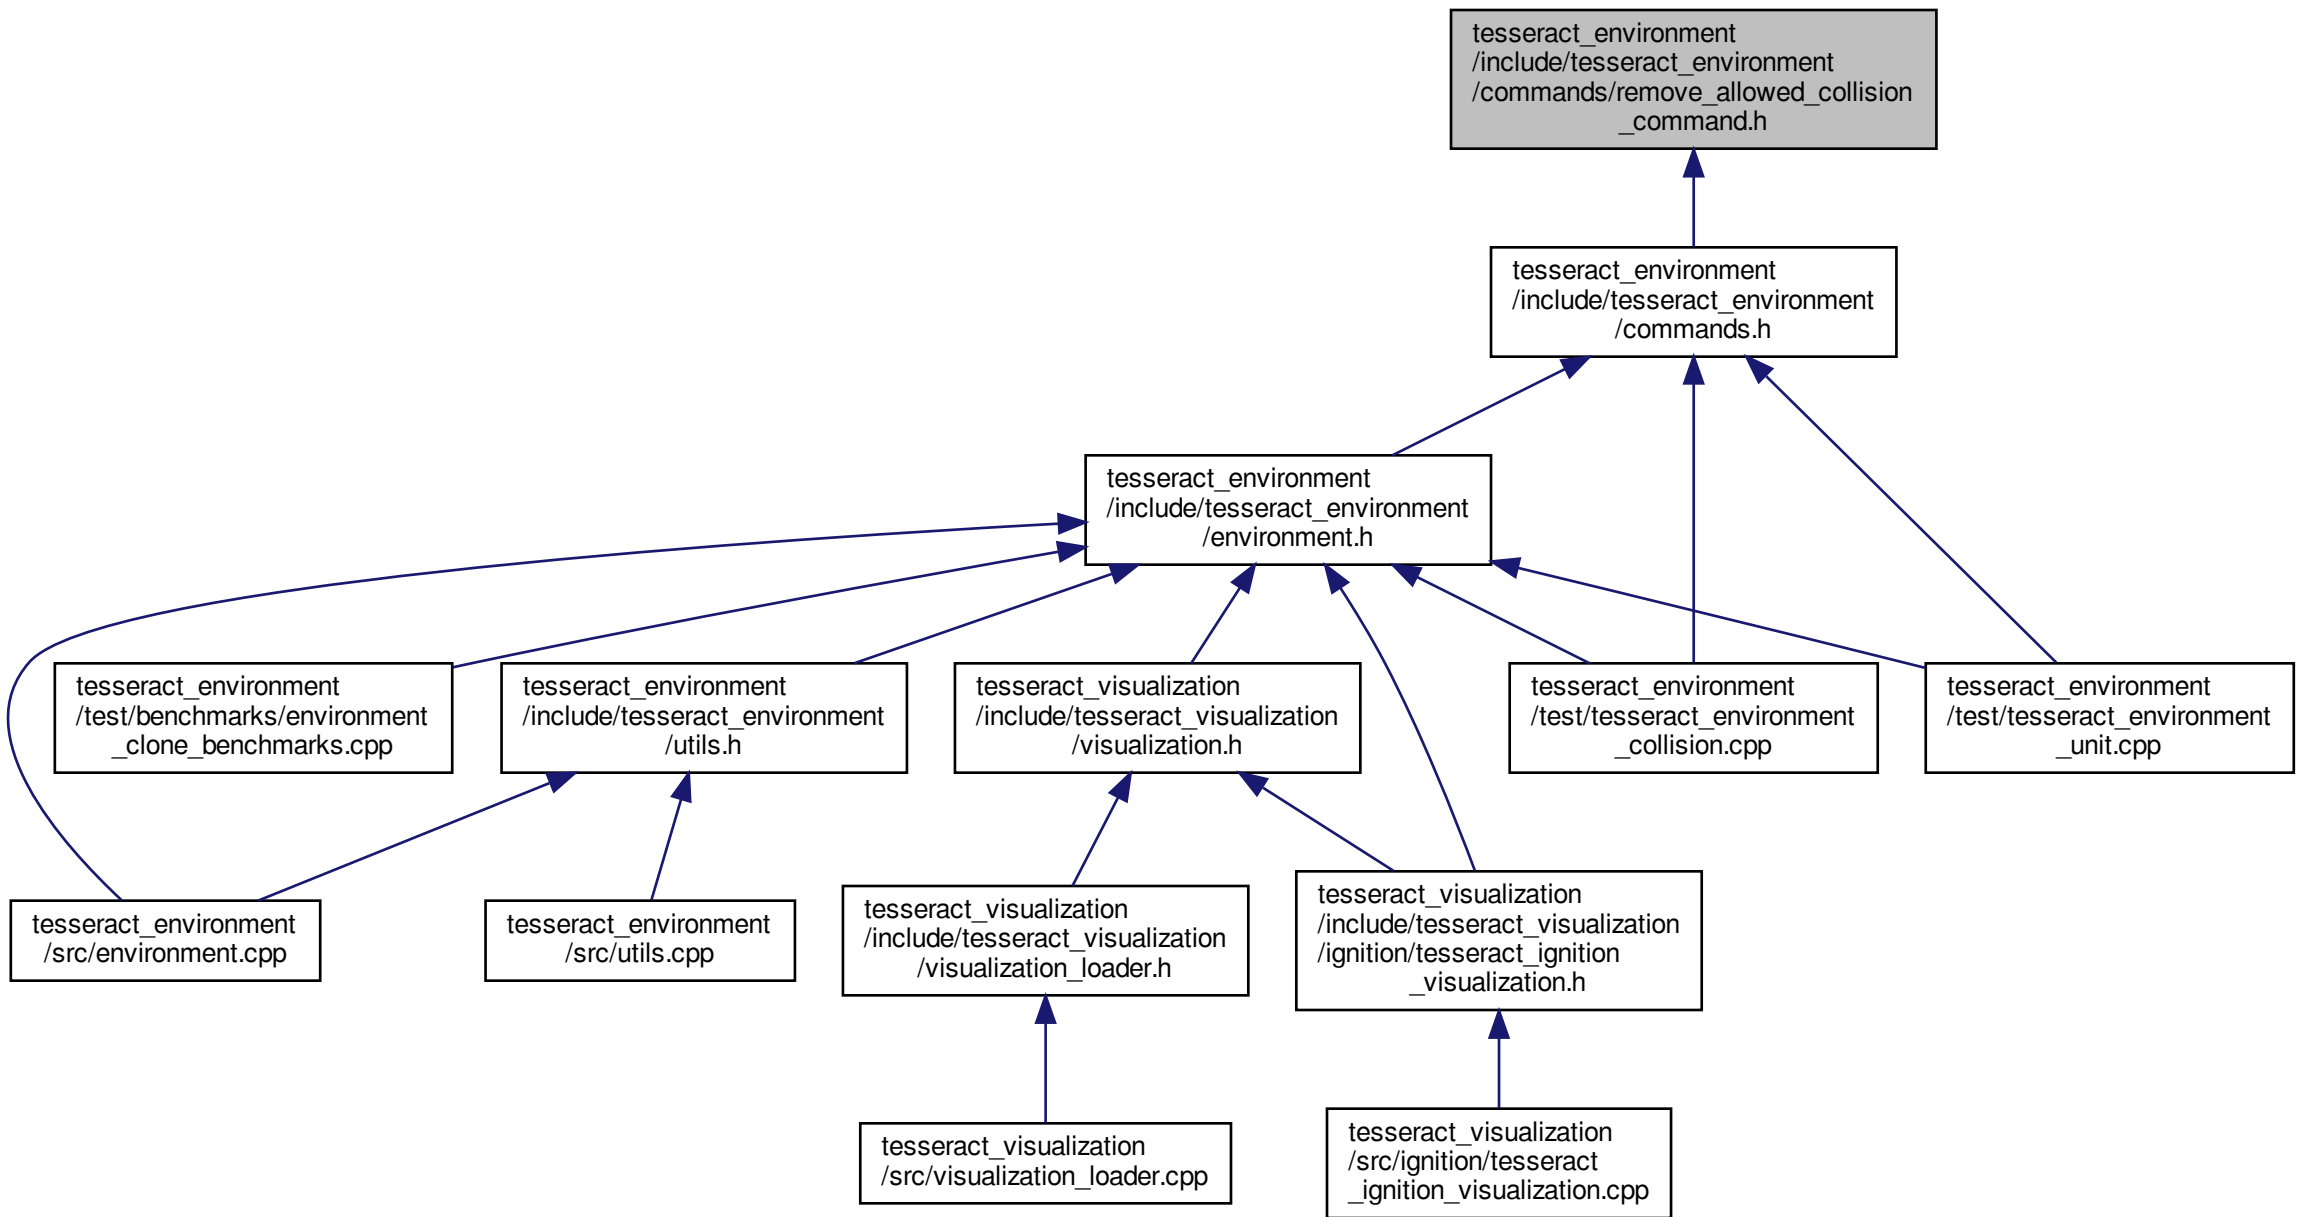 tesseract_environment
/include/tesseract_environment
/commands/remove_allowed_collision
_command.h
tesseract_environment
/include/tesseract_environment
/commands.h
tesseract_environment
/include/tesseract_environment
/environment.h
tesseract_environment
/test/benchmarks/environment
_clone_benchmarks.cpp
tesseract_environment
/include/tesseract_environment
/utils.h
tesseract_visualization
/include/tesseract_visualization
/visualization.h
tesseract_environment
/test/tesseract_environment
_collision.cpp
tesseract_environment
/test/tesseract_environment
_unit.cpp
tesseract_environment
/src/environment.cpp
tesseract_environment
/src/utils.cpp
tesseract_visualization
/include/tesseract_visualization
/visualization_loader.h
tesseract_visualization
/include/tesseract_visualization
/ignition/tesseract_ignition
_visualization.h
tesseract_visualization
/src/visualization_loader.cpp
tesseract_visualization
/src/ignition/tesseract
_ignition_visualization.cpp